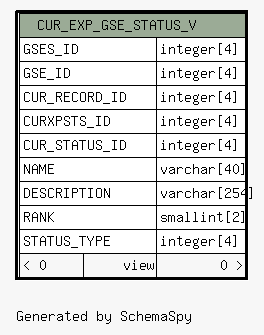 CUR_EXP_GSE_STATUS_V
GSES_ID integer[4]
GSE_ID integer[4]
CUR_RECORD_ID integer[4]
CURXPSTS_ID integer[4]
CUR_STATUS_ID integer[4]
NAME varchar[40]
DESCRIPTION varchar[254]
RANK smallint[2]
STATUS_TYPE integer[4]
< 0 view 0 >
Generated by SchemaSpy